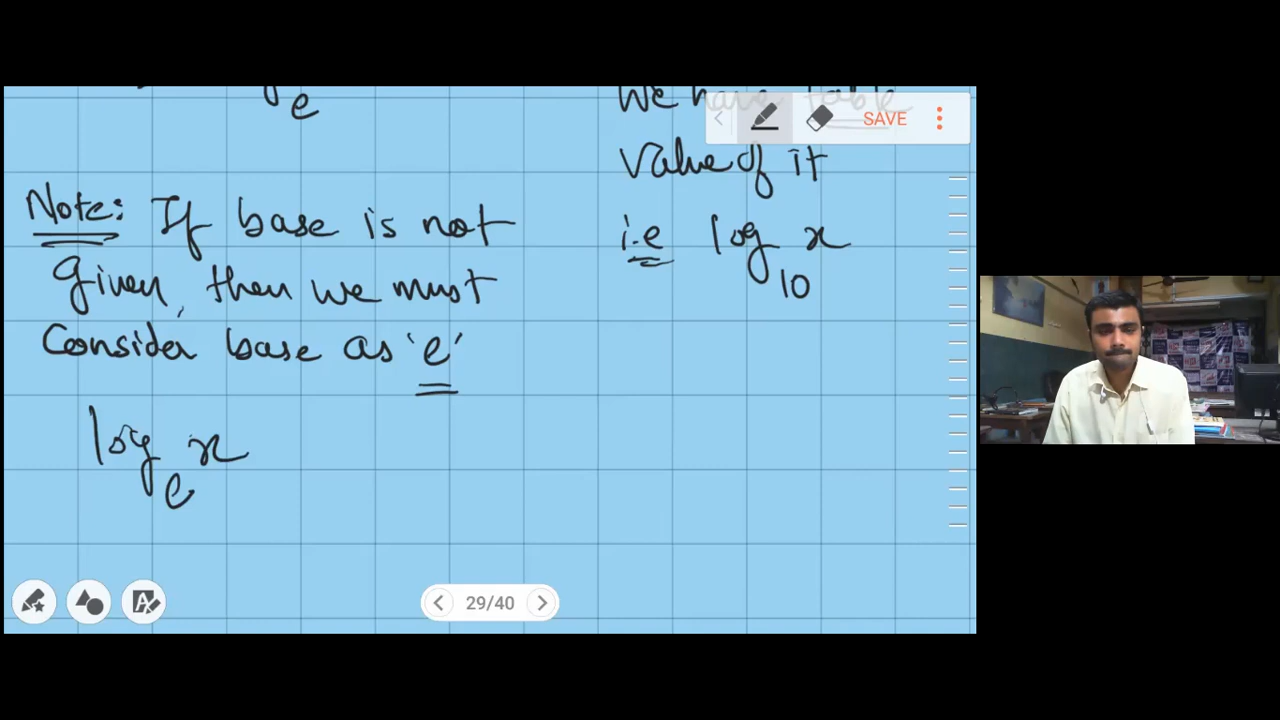 e
Note: If base is not
given, then we must
Consider base as 'e'
log e x
We have table
value of it
i.e log 10 x
SAVE
29/40